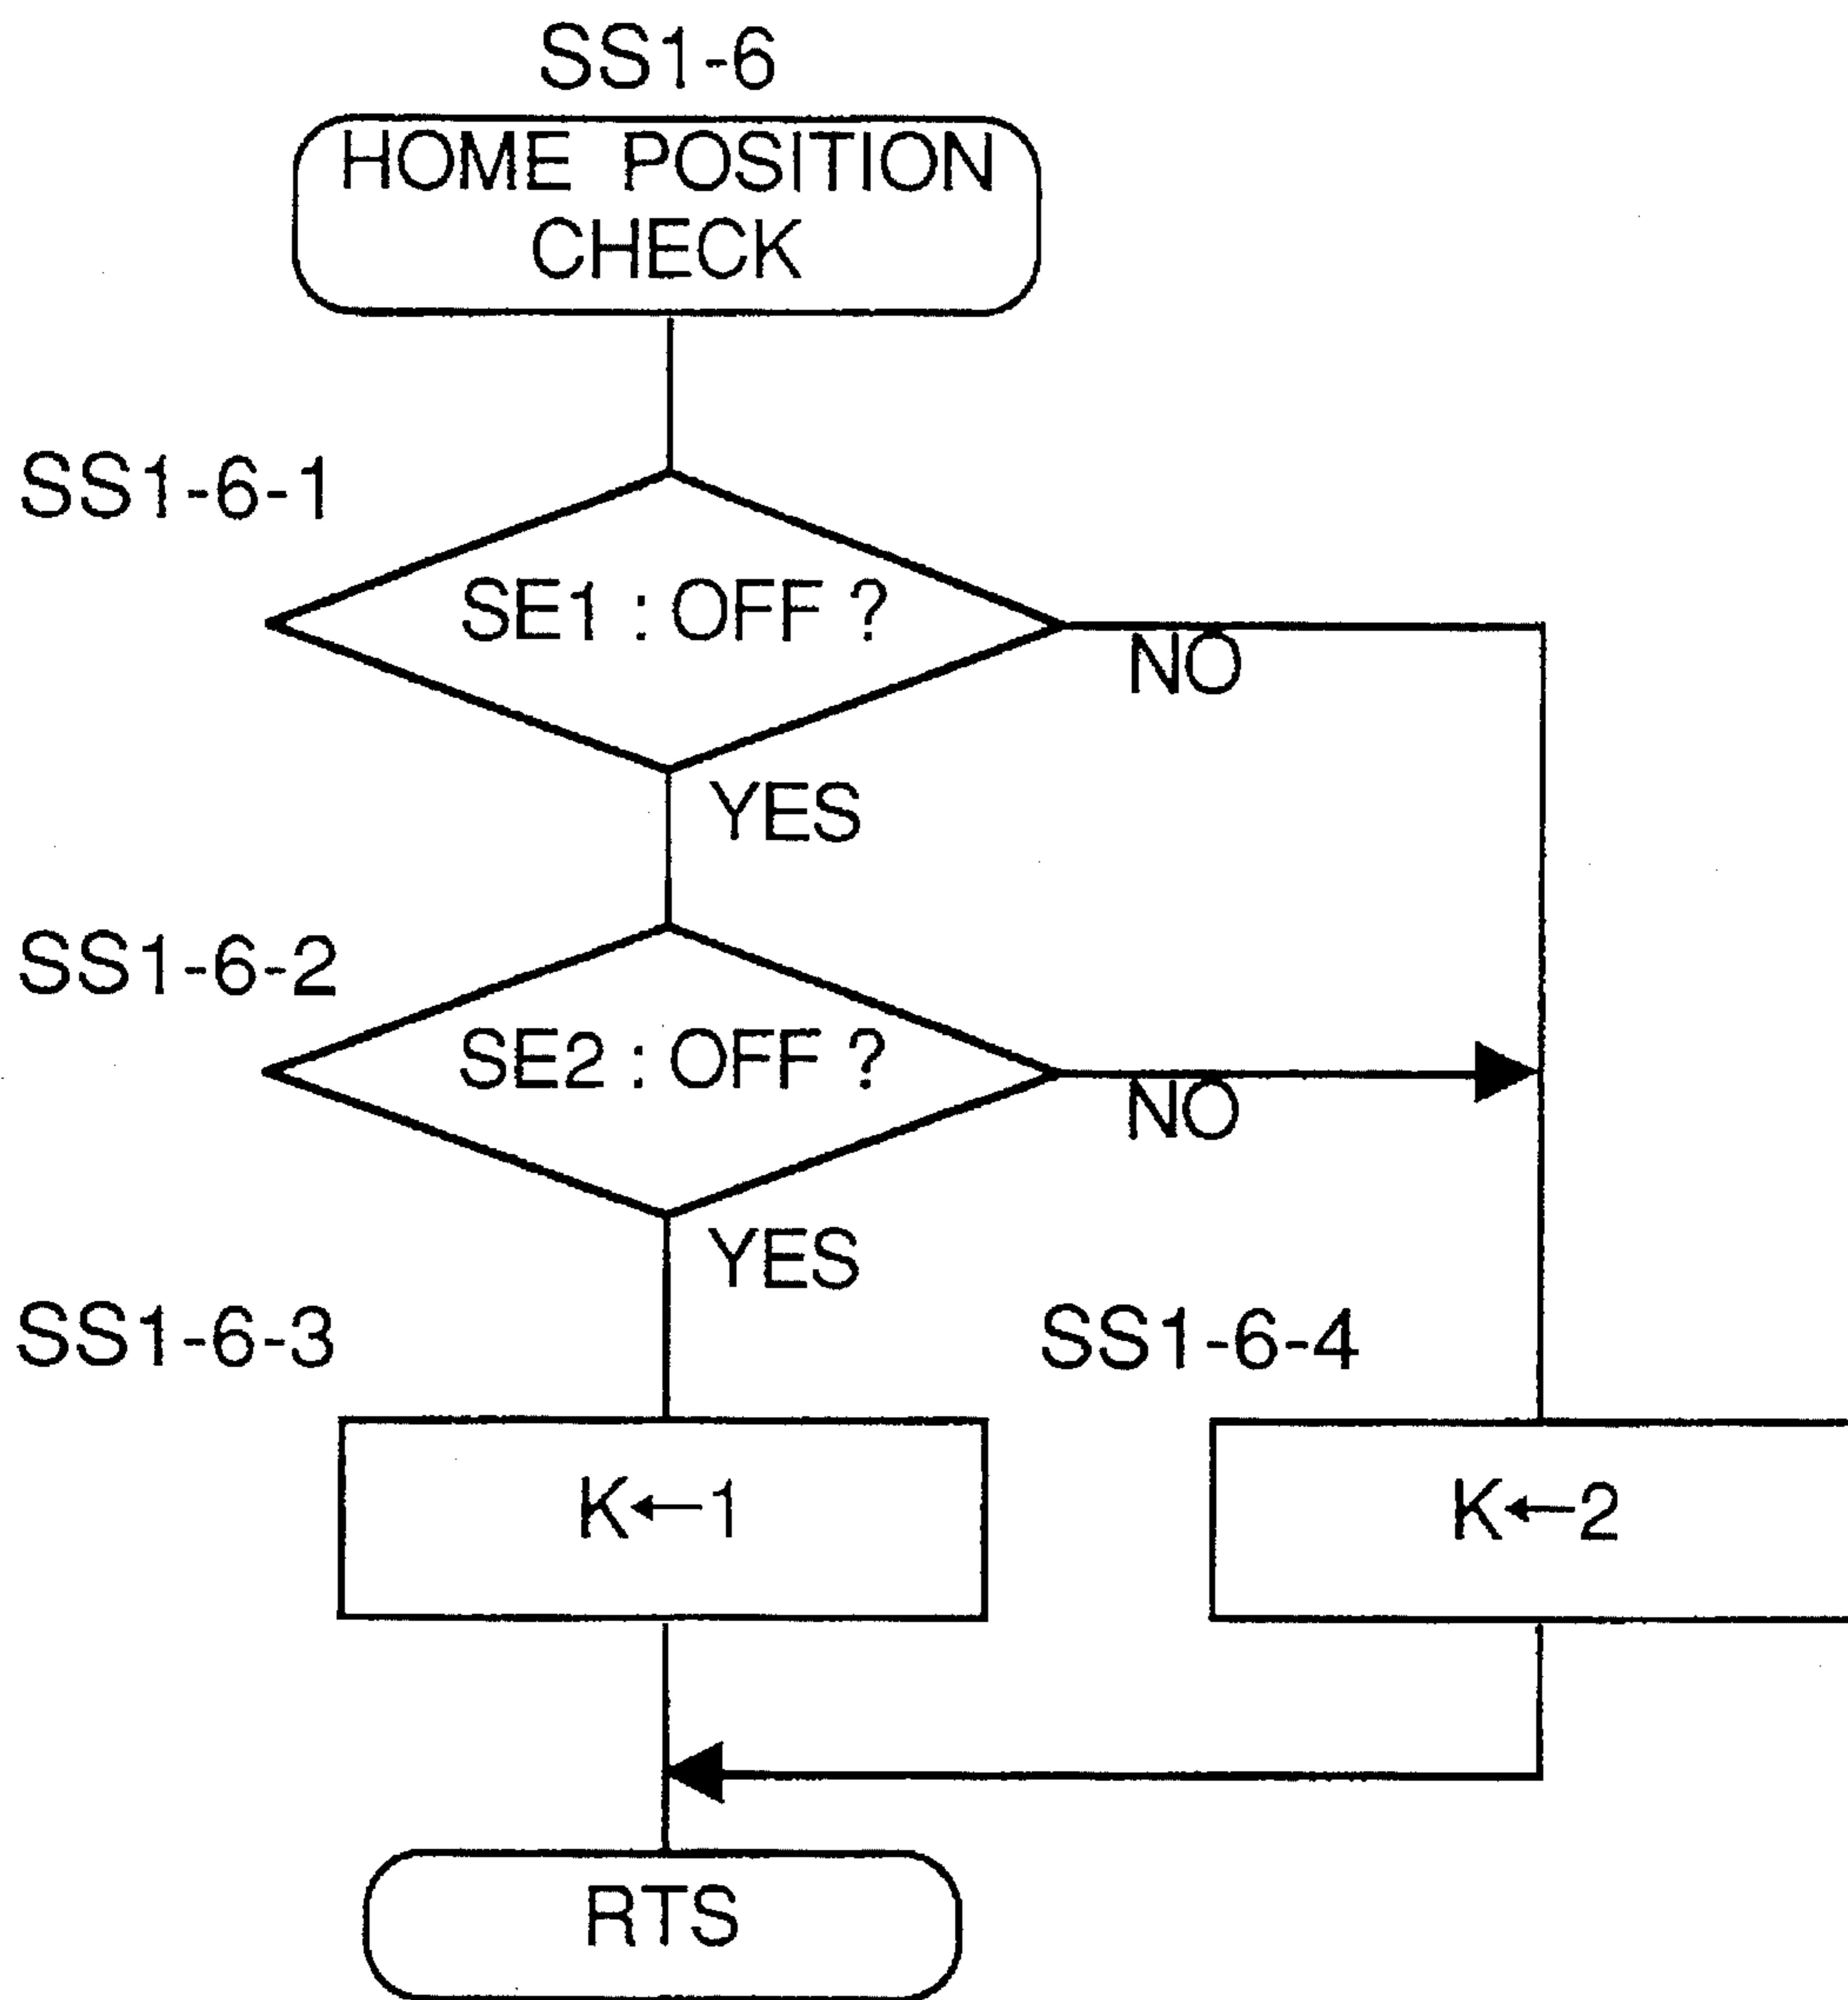 SS1-6
HOME POSITION
CHECK
SS1-6-1
SE1 : OFF ?
NO
YES
SS1-6-2
SE2 : OFF ?
NO
YES
SS1-6-3
SS1-6-4
K←1
K←2
RTS